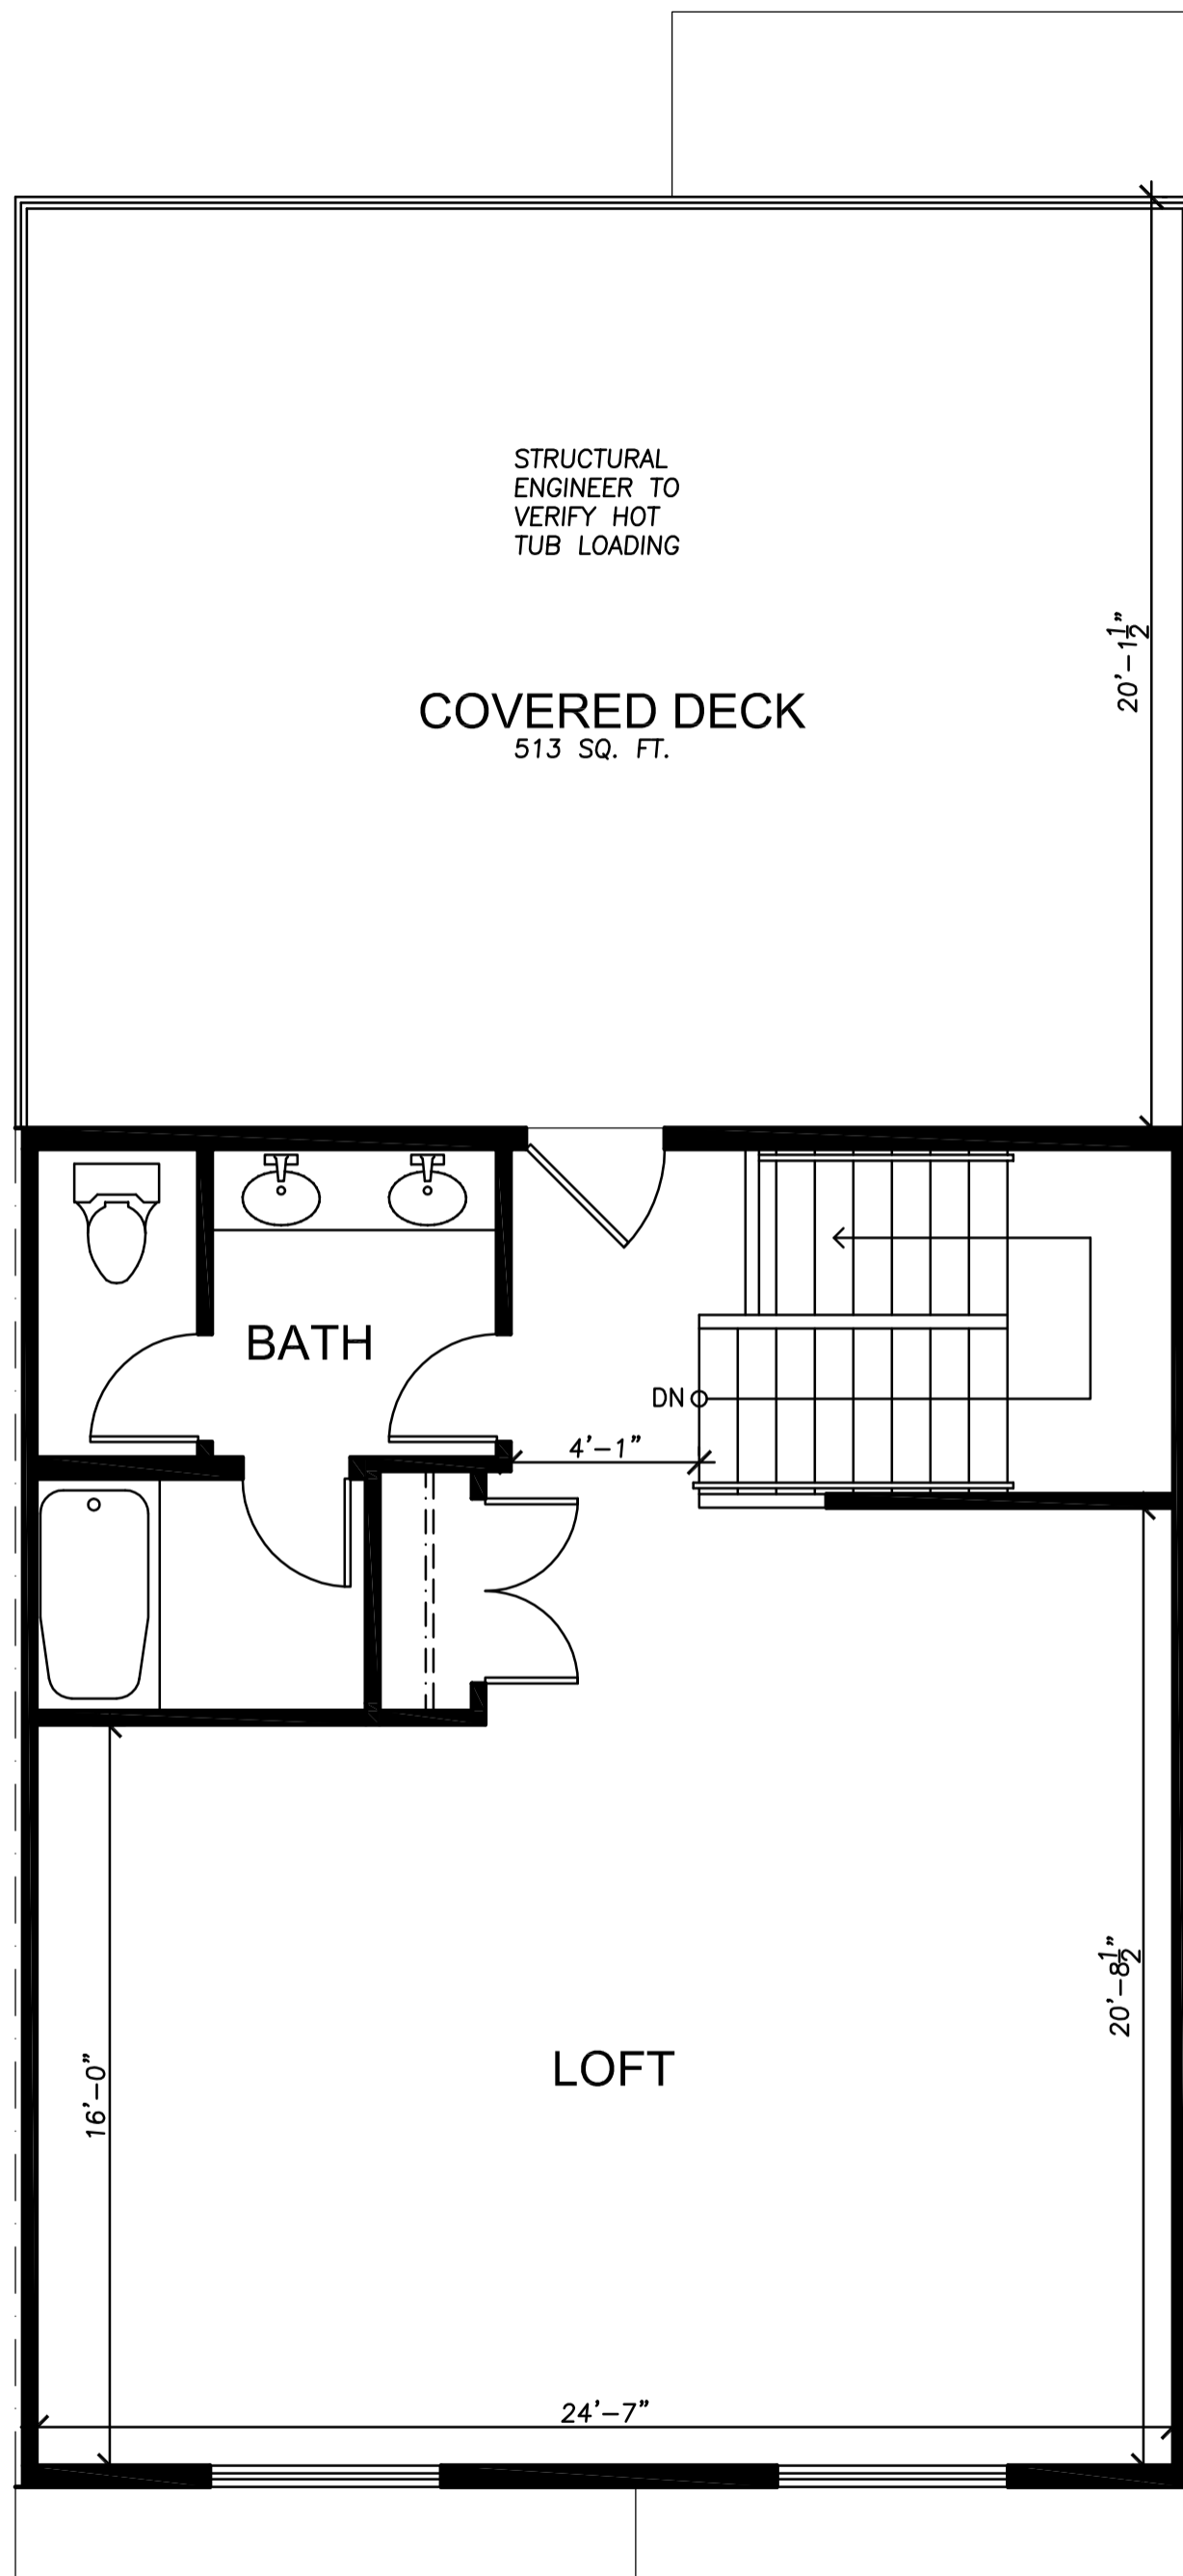 STRUCTURAL
ENGINEER TO
VERIFY HOT
TUB LOADING
20'-1½"
COVERED DECK
513 SQ. FT.
BATH
DN
4'-1"
20'-8½"
LOFT
16'-0"
24'-7"